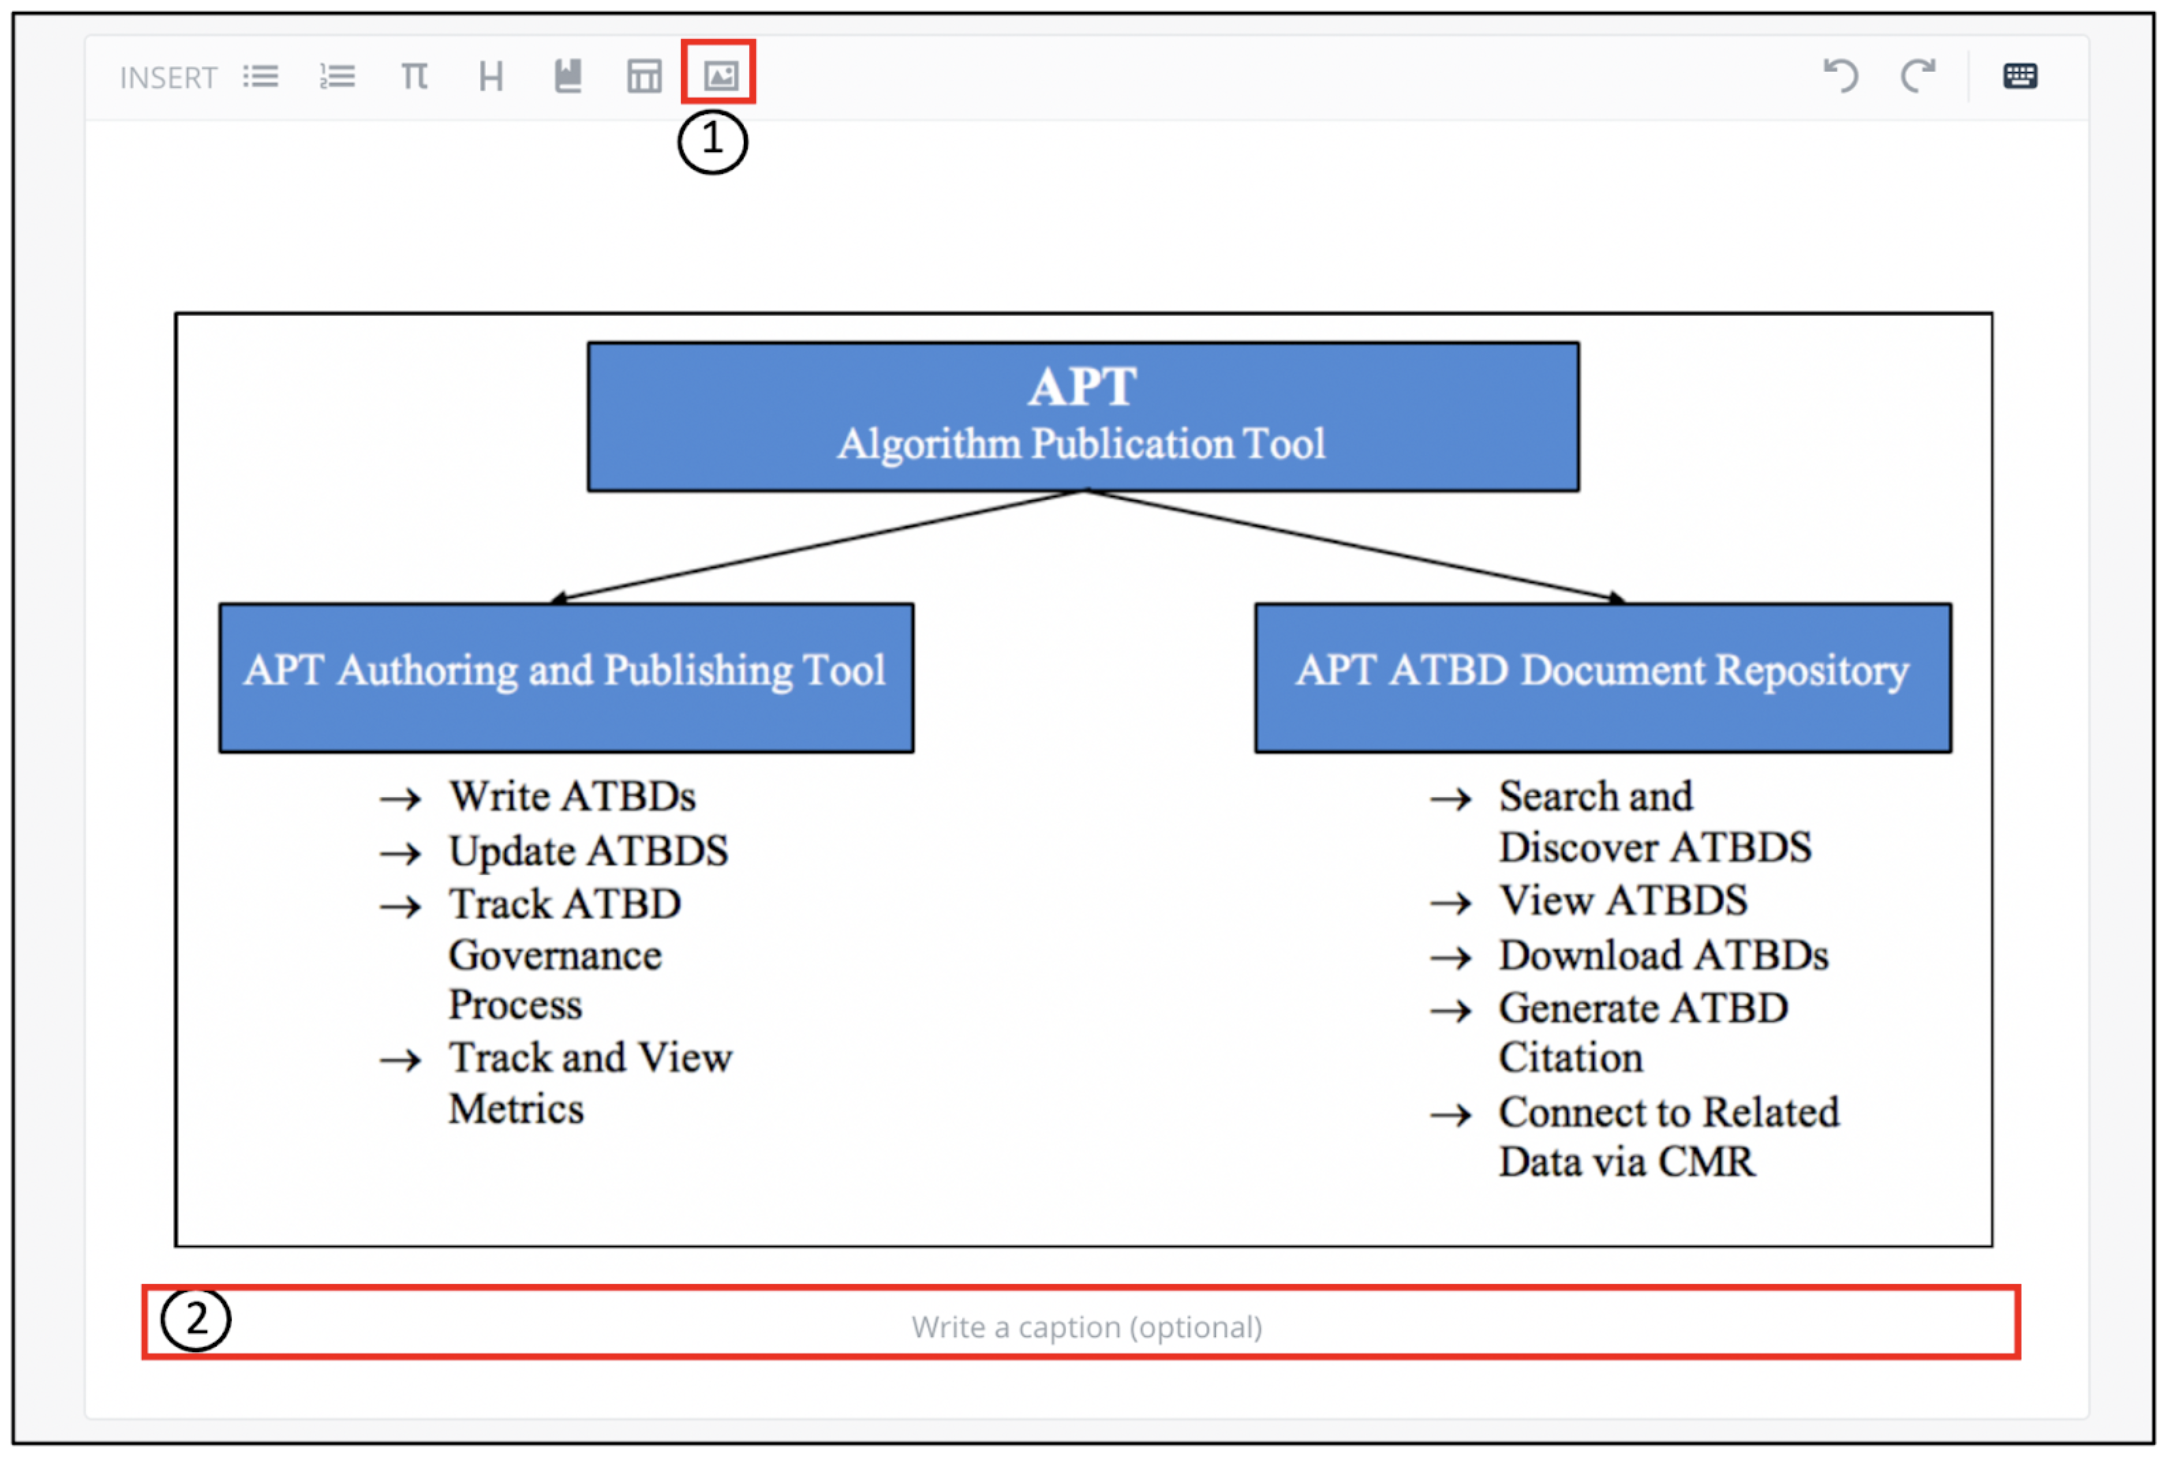 INSERT π H
1
APT
Algorithm Publication Tool
APT Authoring and Publishing Tool
→ Write ATBDs
→ Update ATBDS
→ Track ATBD
Governance
Process
→ Track and View
Metrics
APT ATBD Document Repository
→ Search and
Discover ATBDS
→ View ATBDS
→ Download ATBDs
→ Generate ATBD
Citation
→ Connect to Related
Data via CMR
2
Write a caption (optional)